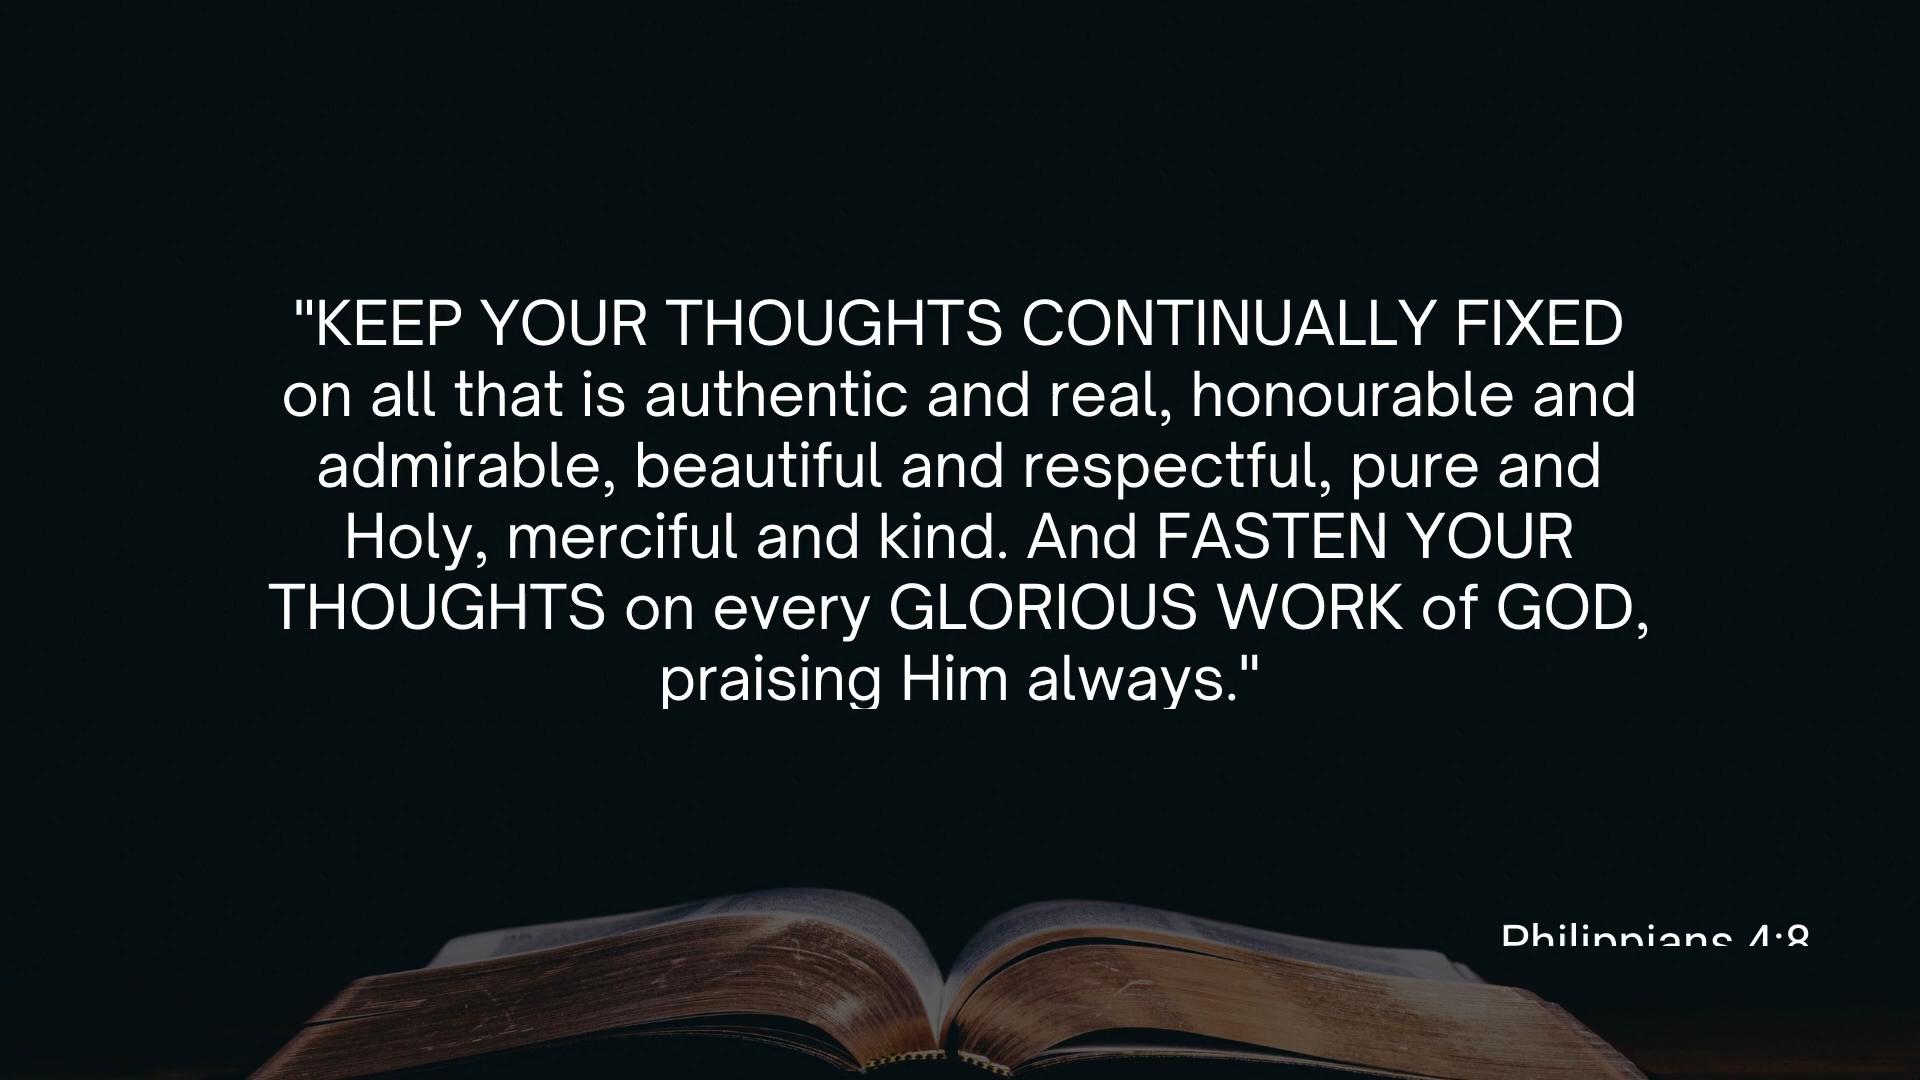 "KEEP YOUR THOUGHTS CONTINUALLY FIXED
on all that is authentic and real, honourable and
admirable, beautiful and respectful, pure and
Holy, merciful and kind. And FASTEN YOUR
THOUGHTS on every GLORIOUS WORK of GOD,
praising Him always."
Philippians 4:8